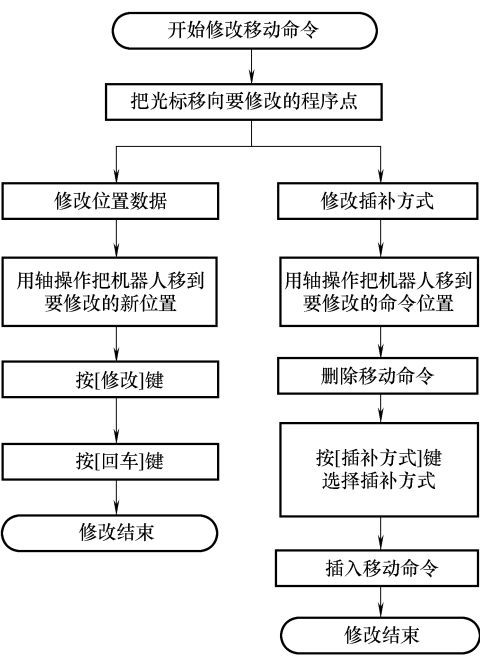 开始修改移动命令
把光标移向要修改的程序点
修改位置数据
用轴操作把机器人移到
要修改的新位置
按[修改]键
按[回车]键
修改结束
修改插补方式
用轴操作把机器人移到
要修改的命令位置
删除移动命令
按[插补方式]键
选择插补方式
插入移动命令
修改结束